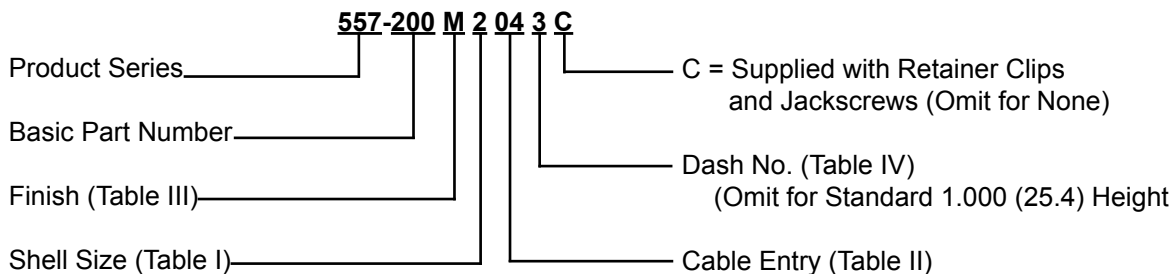 557-200 M 2 04 3 C
Product Series
Basic Part Number
Finish (Table III)
Shell Size (Table I)
C = Supplied with Retainer Clips
and Jackscrews (Omit for None)
Dash No. (Table IV)
(Omit for Standard 1.000 (25.4) Height
Cable Entry (Table II)